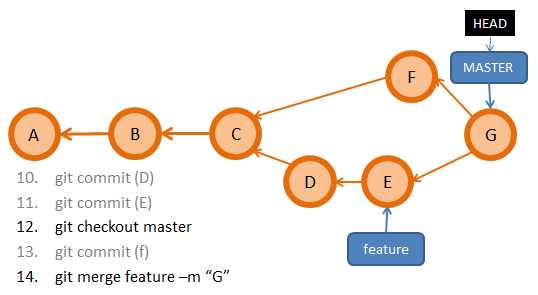 HEAD
MASTER
F
A
B
C
G
D
E
feature
10. git commit (D)
11. git commit (E)
12. git checkout master
13. git commit (f)
14. git merge feature –m “G”